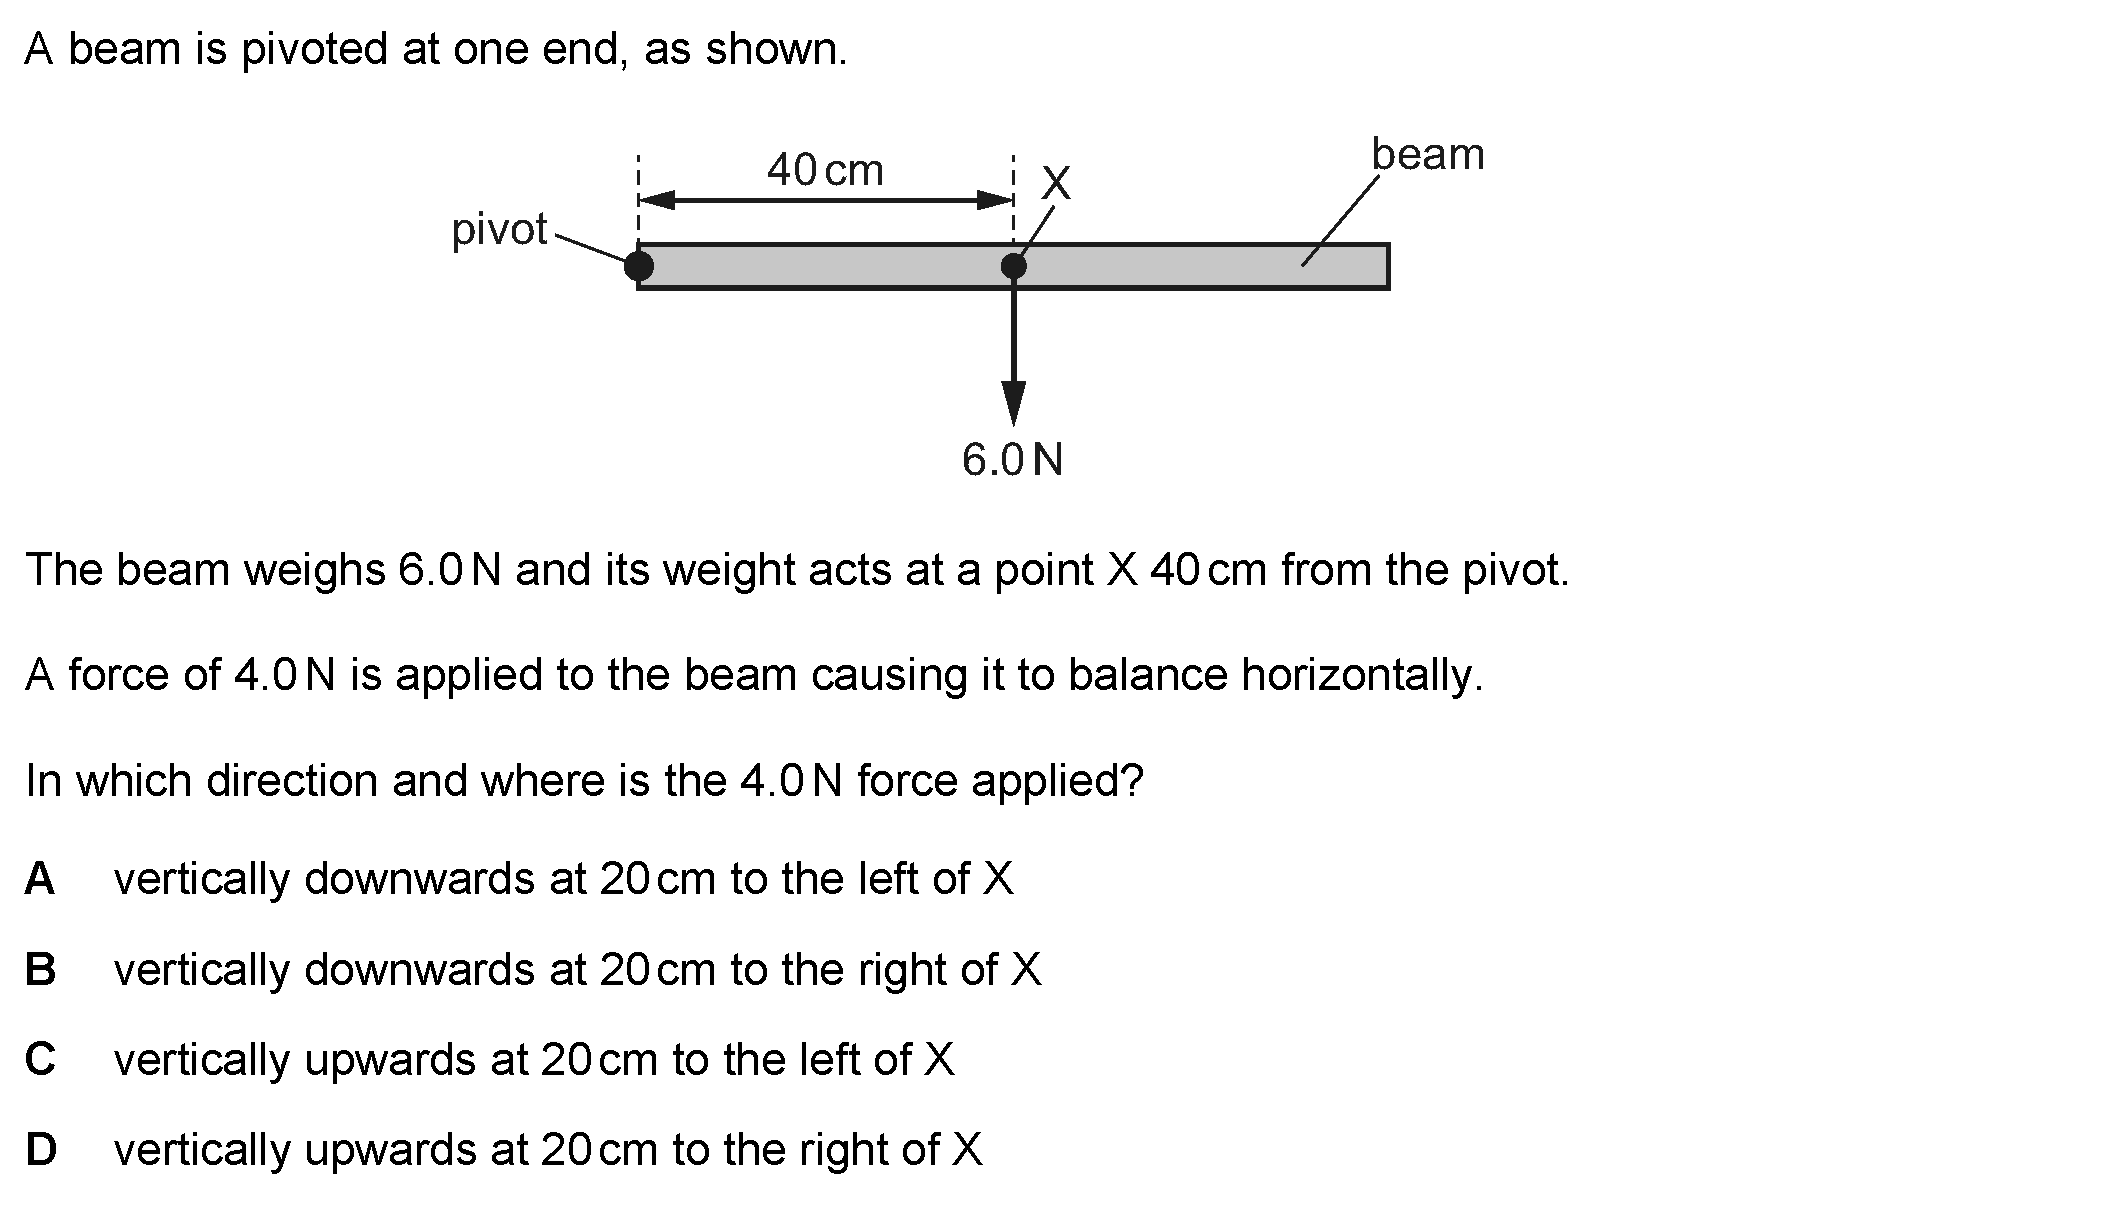 A beam is pivoted at one end, as shown.
40 cm
X
beam
pivot
6.0 N
The beam weighs 6.0 N and its weight acts at a point X 40 cm from the pivot.
A force of 4.0 N is applied to the beam causing it to balance horizontally.
In which direction and where is the 4.0 N force applied?
A vertically downwards at 20 cm to the left of X
B vertically downwards at 20 cm to the right of X
C vertically upwards at 20 cm to the left of X
D vertically upwards at 20 cm to the right of X